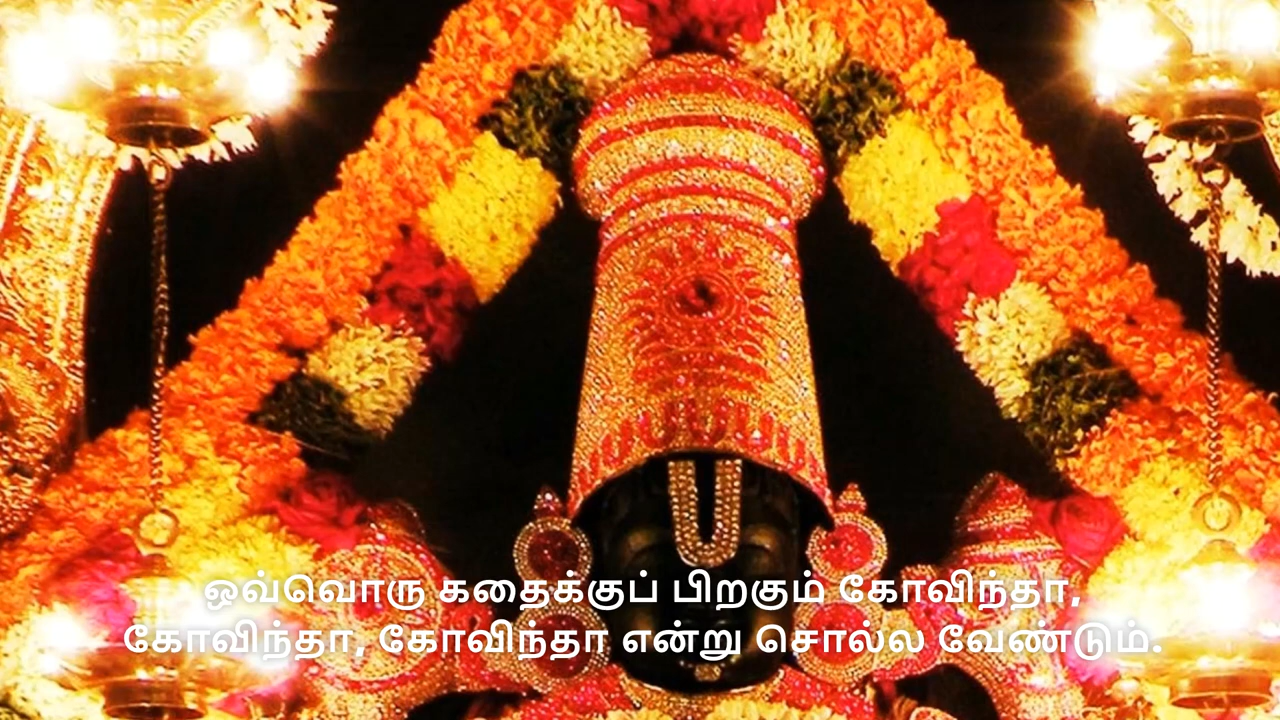 ஒவ்வொரு கதைக்குப் பிறகும் கோவிந்தா,
கோவிந்தா, கோவிந்தா என்று சொல்ல வேண்டும்.